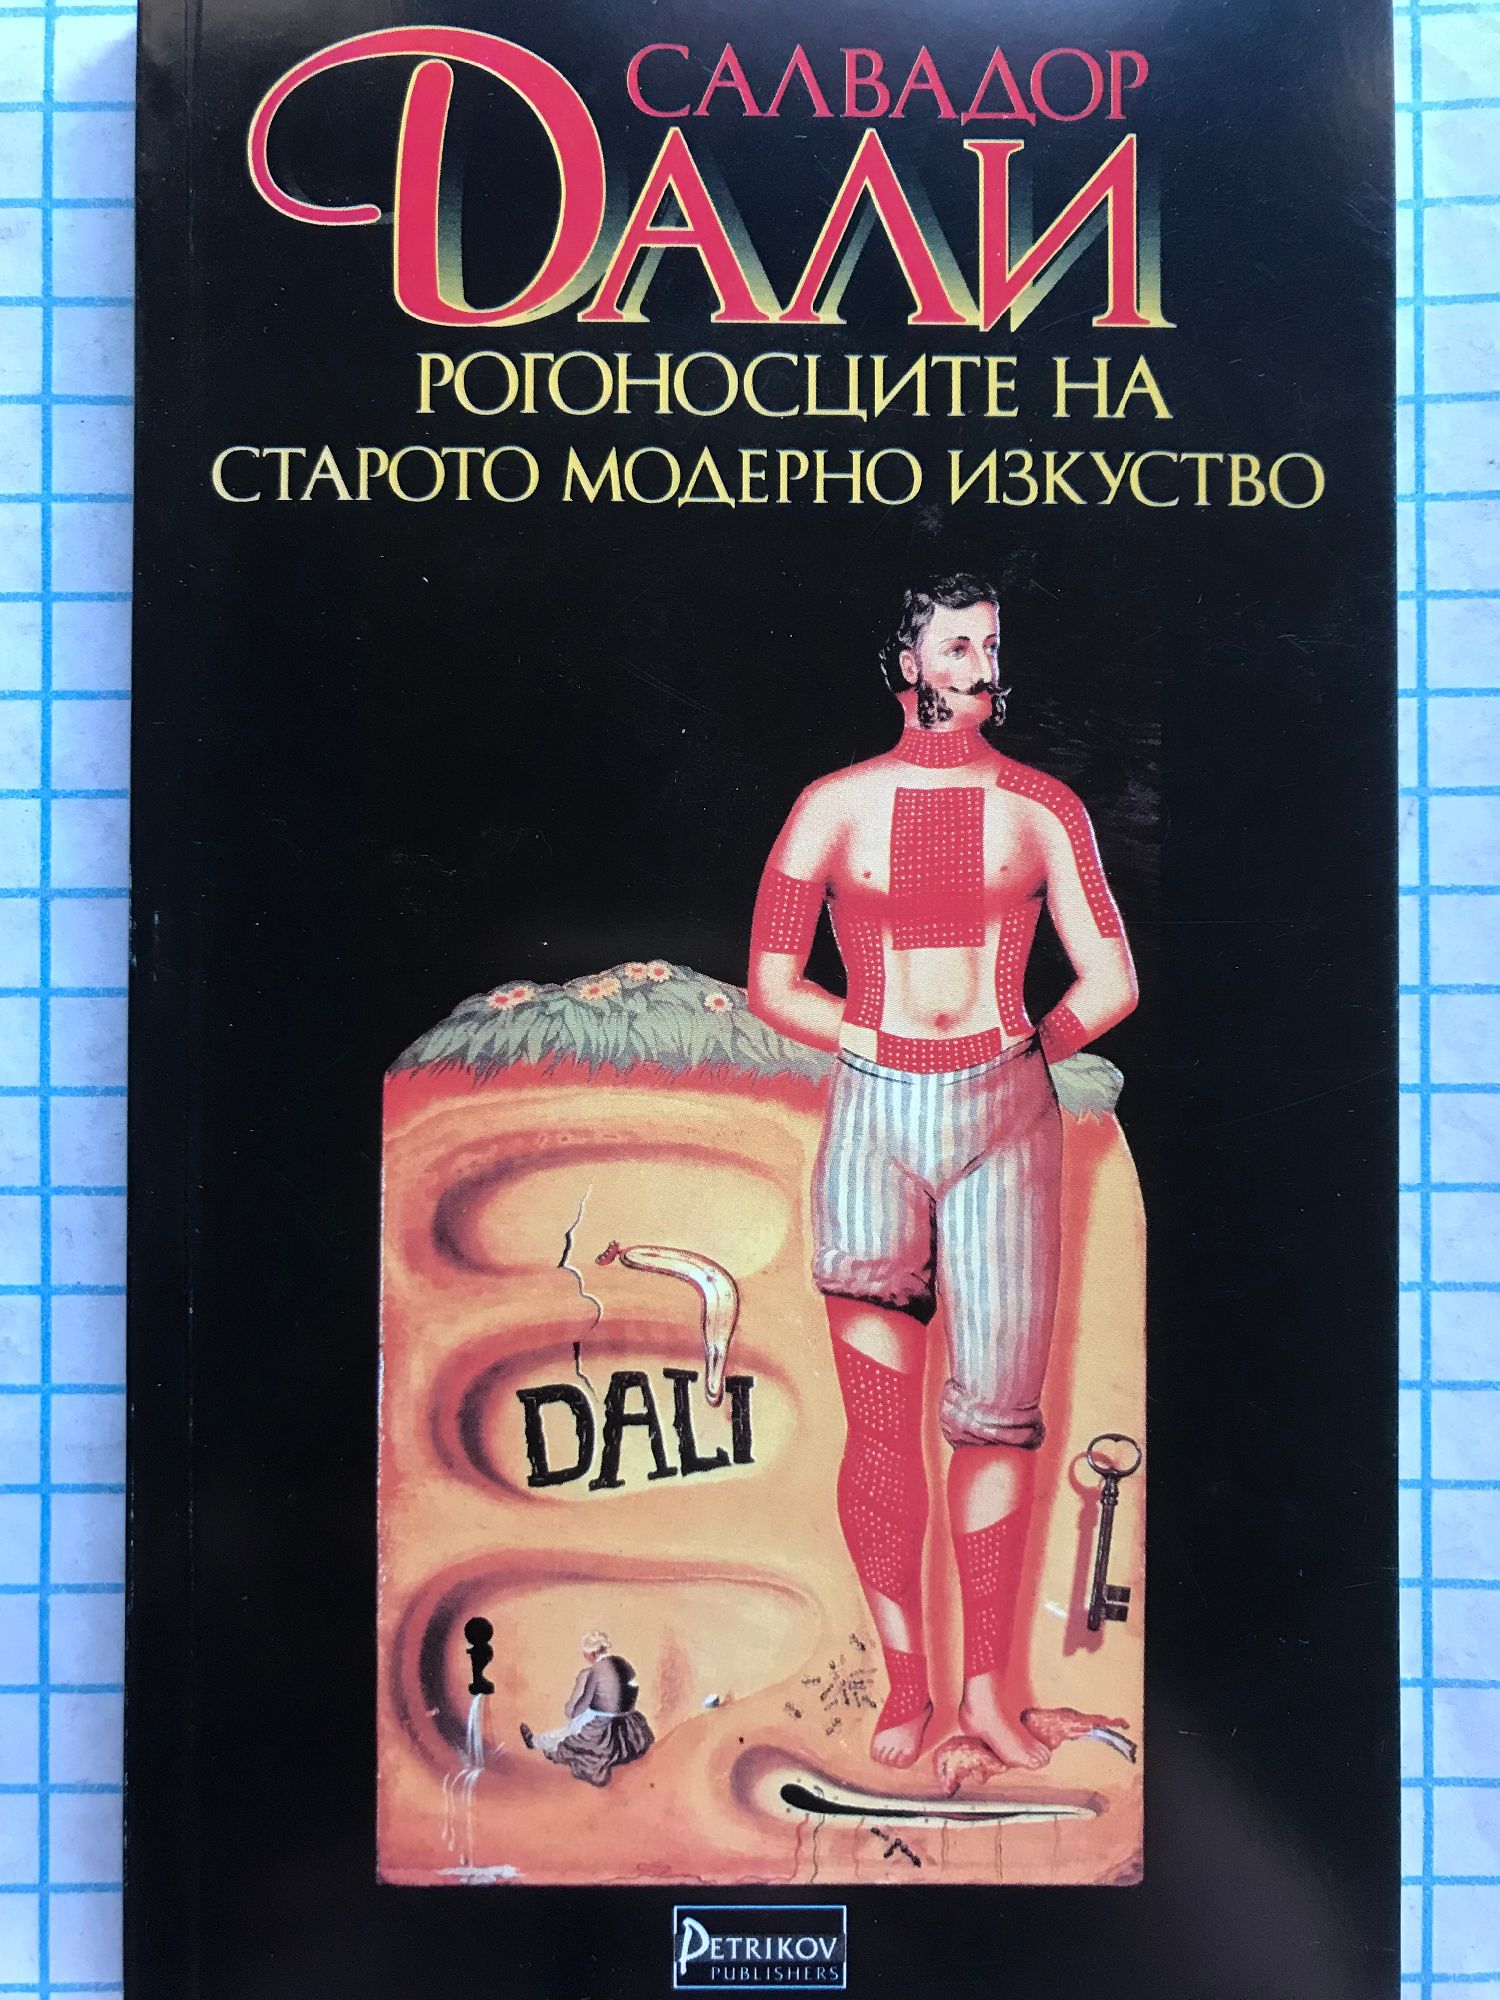 САЛВАДОР
ДАЛИ
РОГОНОСЦИТЕ НА
СТАРОТО МОДЕРНО ИЗКУСТВО
DALI
PETRIKOV
PUBLISHERS